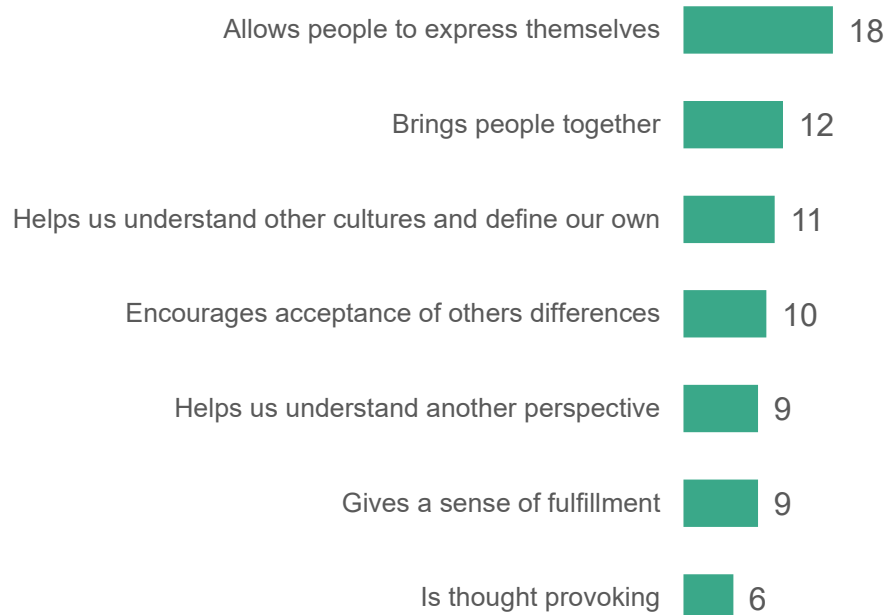 Allows people to express themselves 18
Brings people together 12
Helps us understand other cultures and define our own 11
Encourages acceptance of others differences 10
Helps us understand another perspective 9
Gives a sense of fulfillment 9
Is thought provoking 6